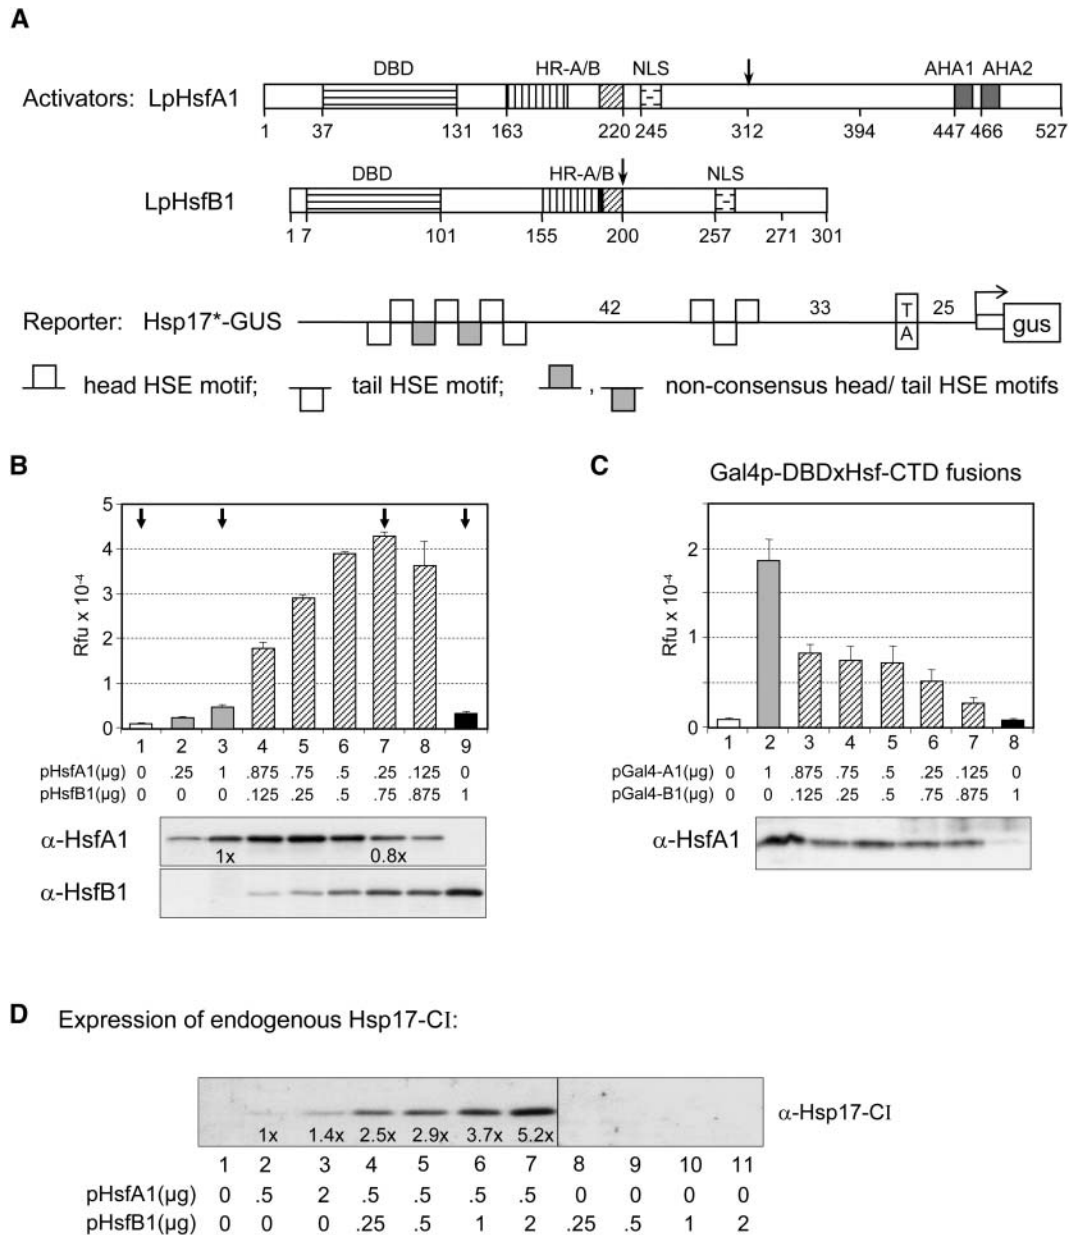 A
DBD HR-A/B NLS AHA1 AHA2
Activators: LpHsfA1
1 37 131 163 220 245 312 394 447 466 527
DBD HR-A/B NLS
LpHsfB1
1 7 101 155 200 257 271 301
42 33 T 25
Reporter: Hsp17*-GUS A gus
head HSE motif; tail HSE motif; , non-consensus head/ tail HSE motifs
B
5
4
3
2
1
0
Rfu x 10-4
1 2 3 4 5 6 7 8 9
pHsfA1(μg) 0 .25 1 .875 .75 .5 .25 .125 0
pHsfB1(μg) 0 0 0 .125 .25 .5 .75 .875 1
α-HsfA1
1x 0.8x
α-HsfB1
C
Gal4p-DBDxHsf-CTD fusions
2
1
0
Rfu x 10-4
1 2 3 4 5 6 7 8
pGal4-A1(μg) 0 1 .875 .75 .5 .25 .125 0
pGal4-B1(μg) 0 0 .125 .25 .5 .75 .875 1
α-HsfA1
D Expression of endogenous Hsp17-CI:
α-Hsp17-CI
1x 1.4x 2.5x 2.9x 3.7x 5.2x
1 2 3 4 5 6 7 8 9 10 11
pHsfA1(μg) 0 .5 2 .5 .5 .5 .5 0 0 0 0
pHsfB1(μg) 0 0 0 .25 .5 1 2 .25 .5 1 2